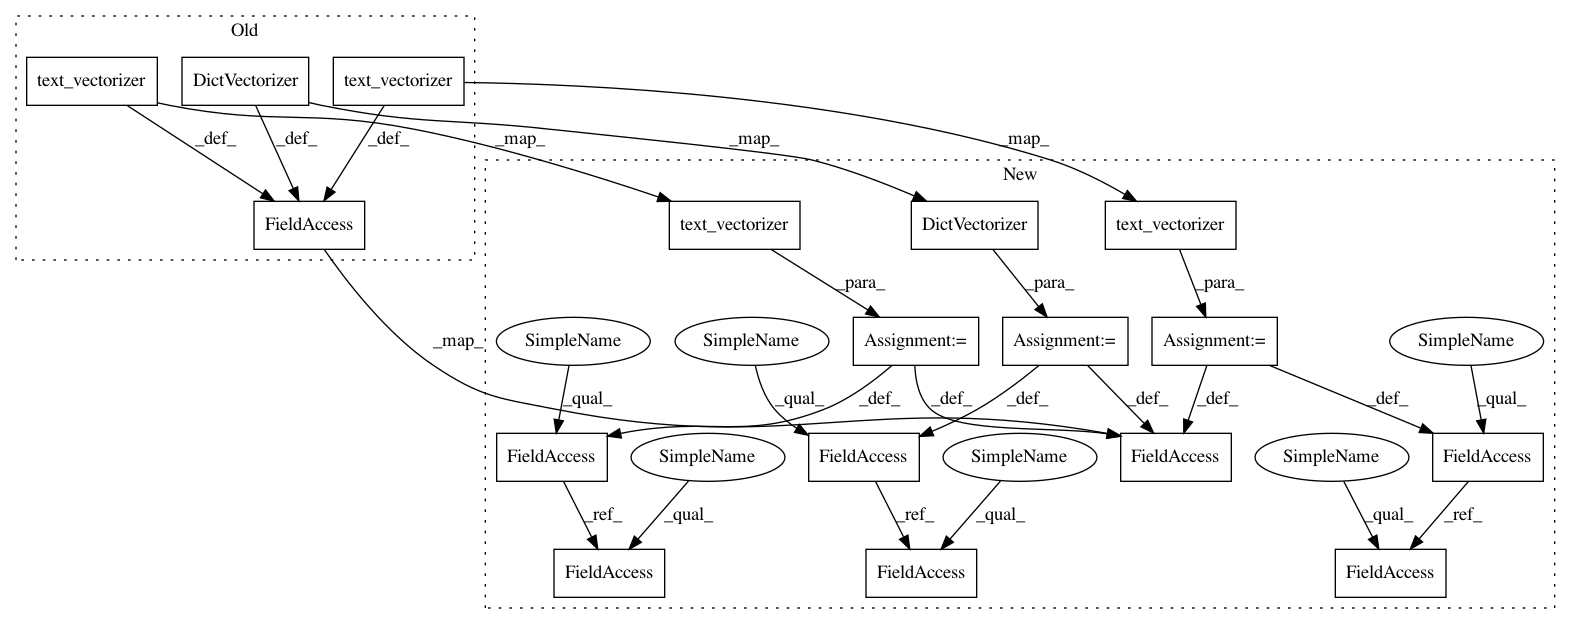 Old
text_vectorizer
DictVectorizer
text_vectorizer
_def_
_def_
_def_
_map_
_map_
_map_
New
FieldAccess
text_vectorizer
DictVectorizer
text_vectorizer
_para_
_para_
_para_
_map_
SimpleName
SimpleName
Assignment:=
Assignment:=
Assignment:=
SimpleName
_qual_
_qual_
_def_
_def_
_def_
_def_
_def_
_def_
_qual_
FieldAccess
SimpleName
FieldAccess
SimpleName
FieldAccess
SimpleName
FieldAccess
_ref_
_qual_
_ref_
_qual_
_qual_
_ref_
FieldAccess
FieldAccess
FieldAccess